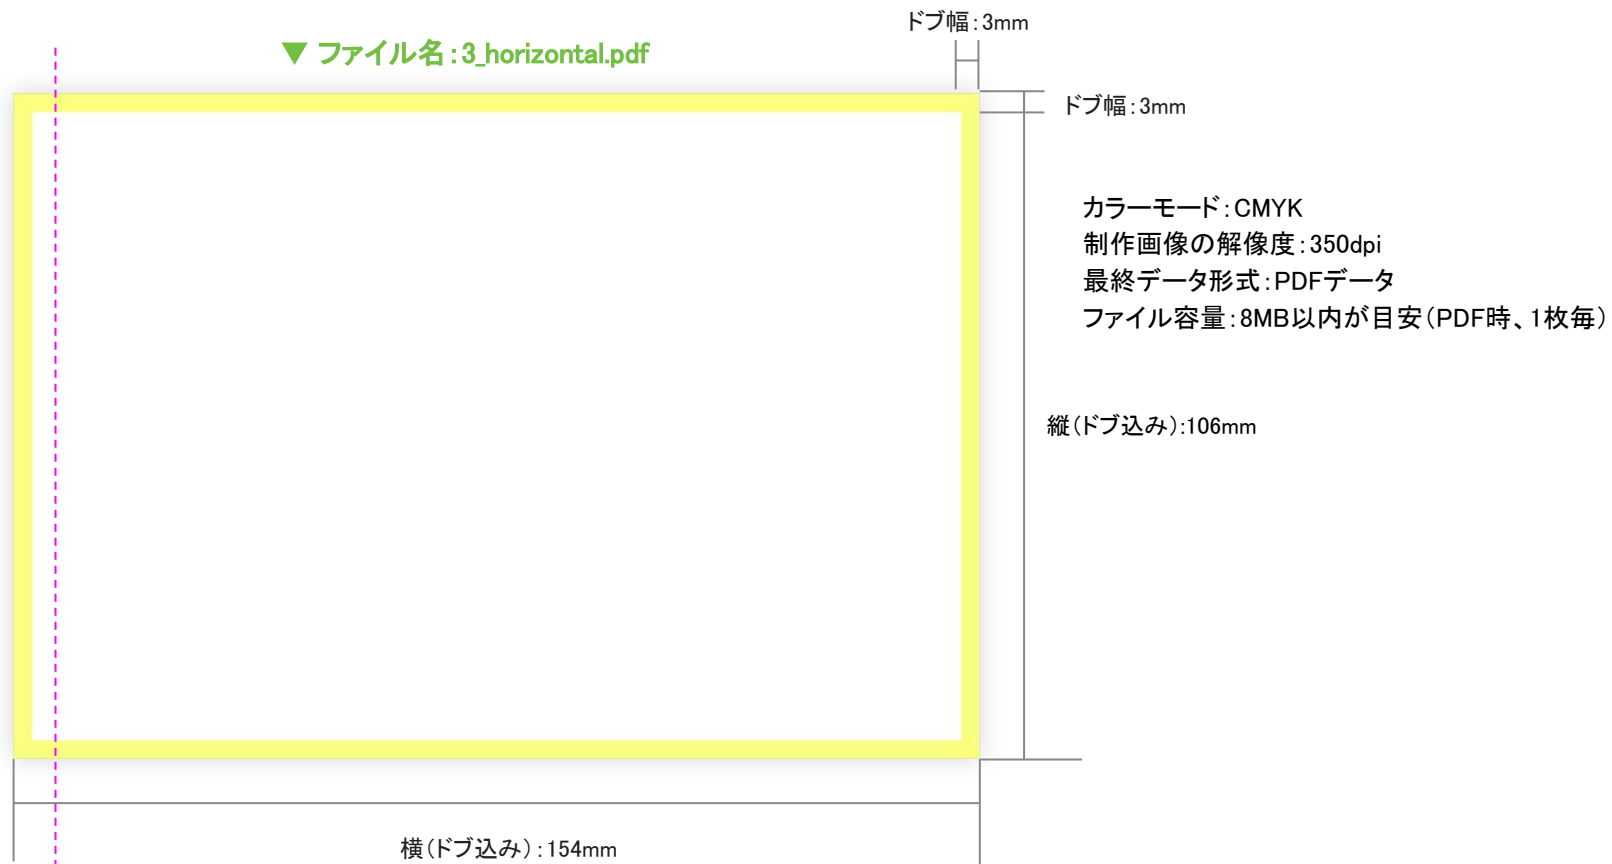 ドブ幅：3mm
▼ ファイル名：3_horizontal.pdf
ドブ幅：3mm
カラーモード：CMYK
制作画像の解像度：350dpi
最終データ形式：PDFデータ
ファイル容量：8MB以内が目安（PDF時、1枚毎）
縦（ドブ込み）:106mm
横（ドブ込み）：154mm